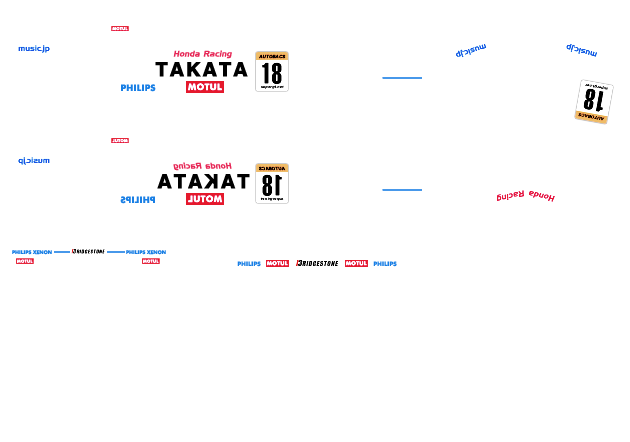 MOTUL
music.jp
Honda Racing
TAKATA
PHILIPS MOTUL
AUTOBACS
18
music.jp
music.jp
18
AUTOBACS
MOTUL
music.jp
Honda Racing
TAKATA
PHILIPS MOTUL
AUTOBACS
18
Honda Racing
PHILIPS XENON BRIDGESTONE PHILIPS XENON
MOTUL MOTUL
PHILIPS MOTUL BRIDGESTONE MOTUL PHILIPS